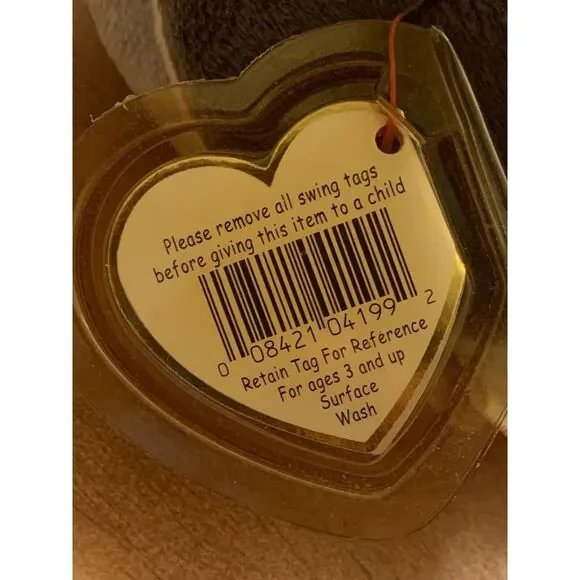 Please remove all swing tags
before giving this item to a child
0 08421 04199 2
Retain Tag For Reference
For ages 3 and up
Surface
Wash